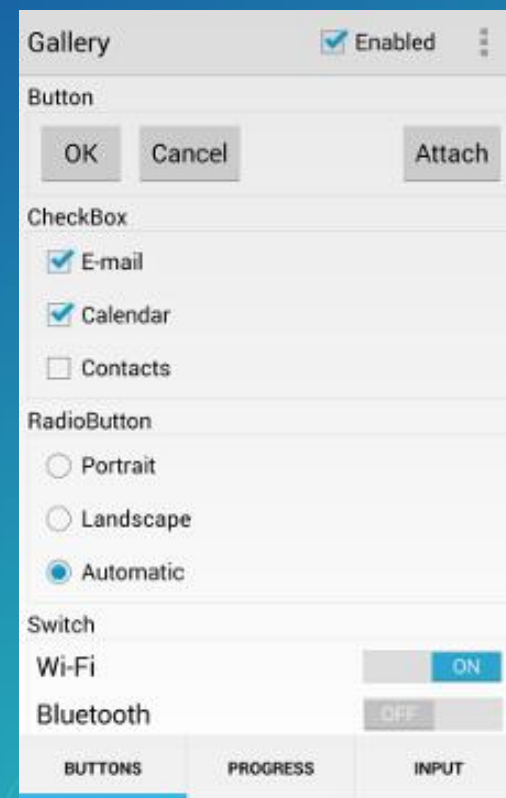 Gallery Enabled
Button
OK Cancel Attach
CheckBox
E-mail
Calendar
Contacts
RadioButton
Portrait
Landscape
Automatic
Switch
Wi-Fi ON
Bluetooth OFF
BUTTONS PROGRESS INPUT